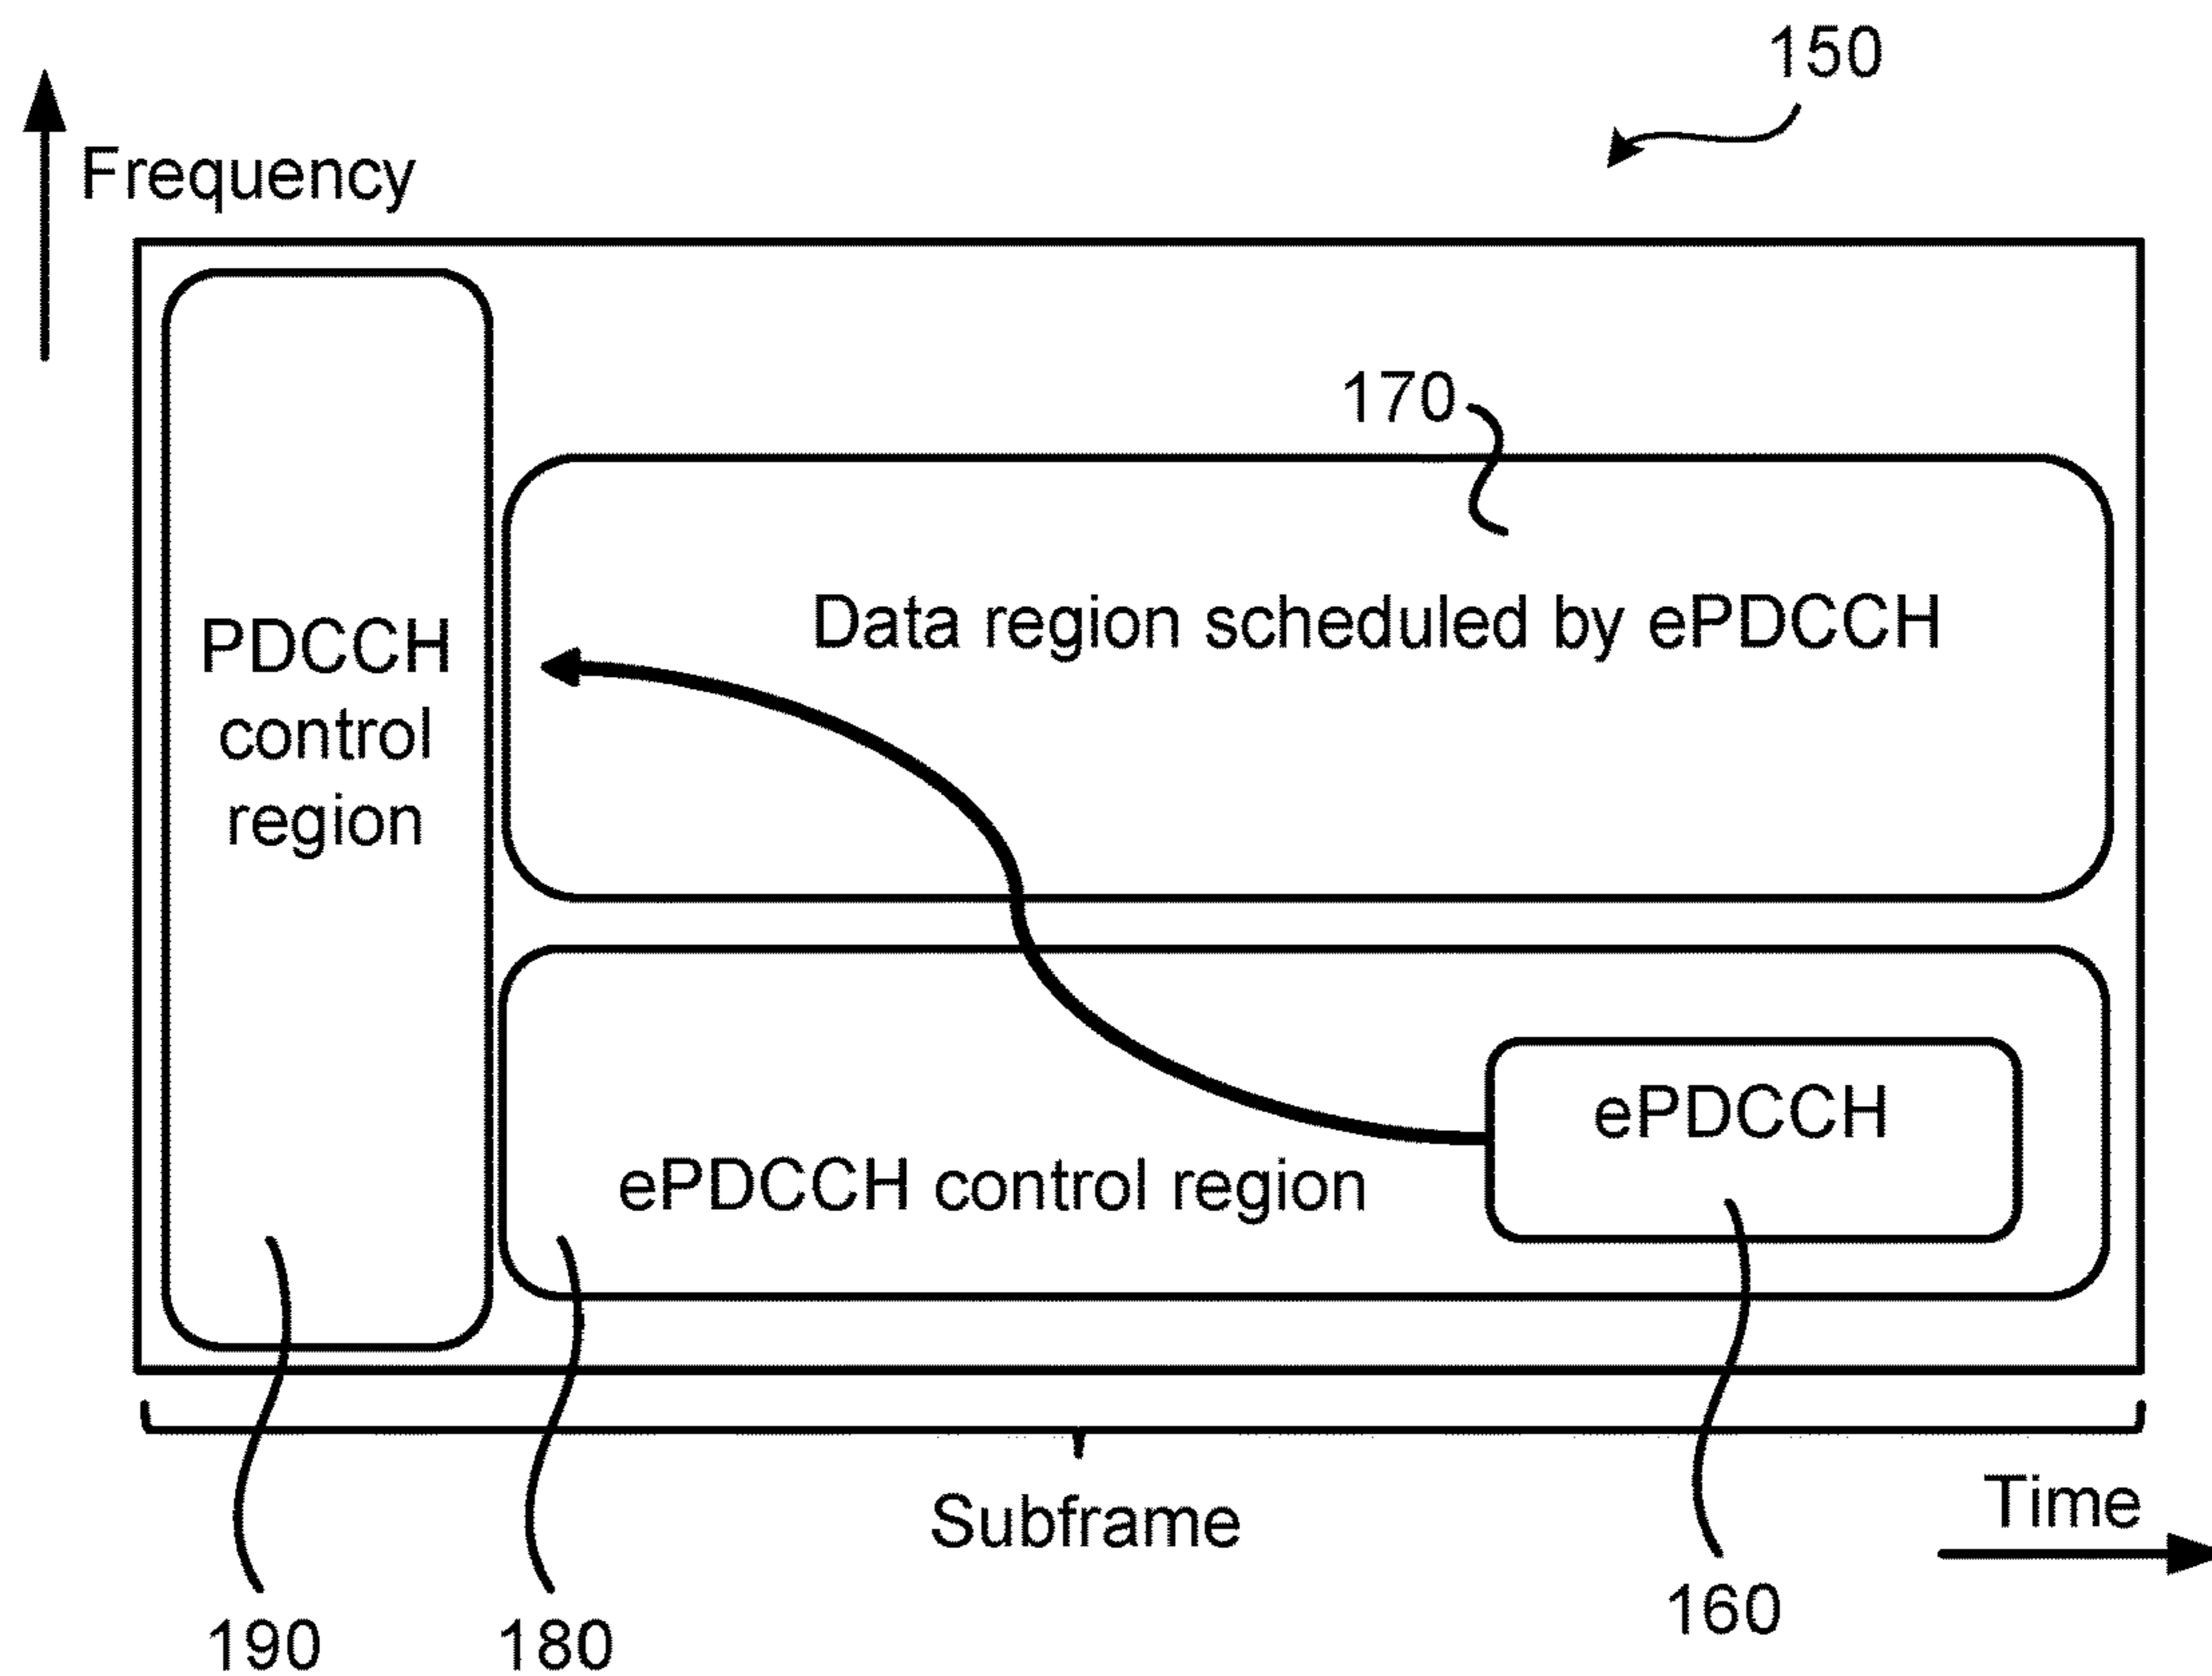 150
Frequency
170
Data region scheduled by ePDCCH
PDCCH
control
region
ePDCCH
ePDCCH control region
Subframe
Time
190
180
160